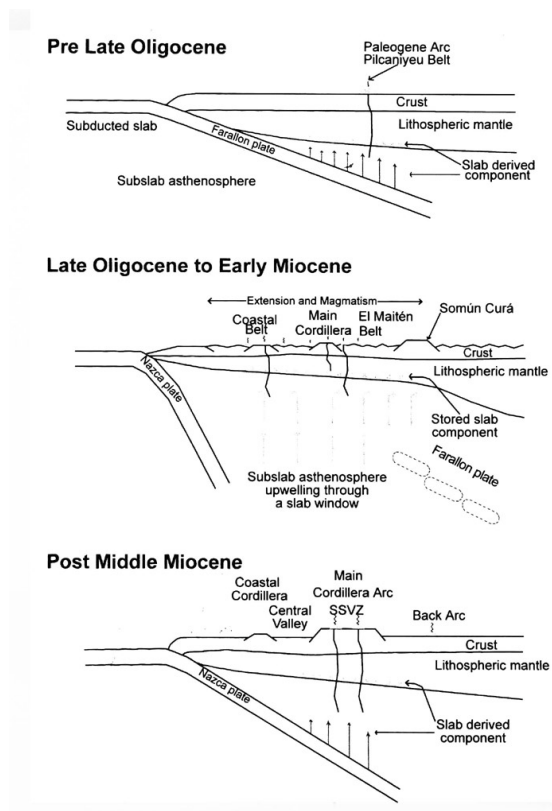 Pre Late Oligocene
Paleogene Arc
Pilcaniyeu Belt
Crust
Lithospheric mantle
Subducted slab
Farallon plate
Slab derived
component
Subslab asthenosphere
Late Oligocene to Early Miocene
Extension and Magmatism
Coastal
Belt
Main
Cordillera
El Maitén
Belt
Somún Curá
Crust
Lithospheric mantle
Nazca plate
Stored slab
component
Farallon plate
Subslab asthenosphere
upwelling through
a slab window
Post Middle Miocene
Coastal
Cordillera
Central
Valley
Main
Cordillera Arc
SSVZ
Back Arc
Crust
Lithospheric mantle
Nazca plate
Slab derived
component